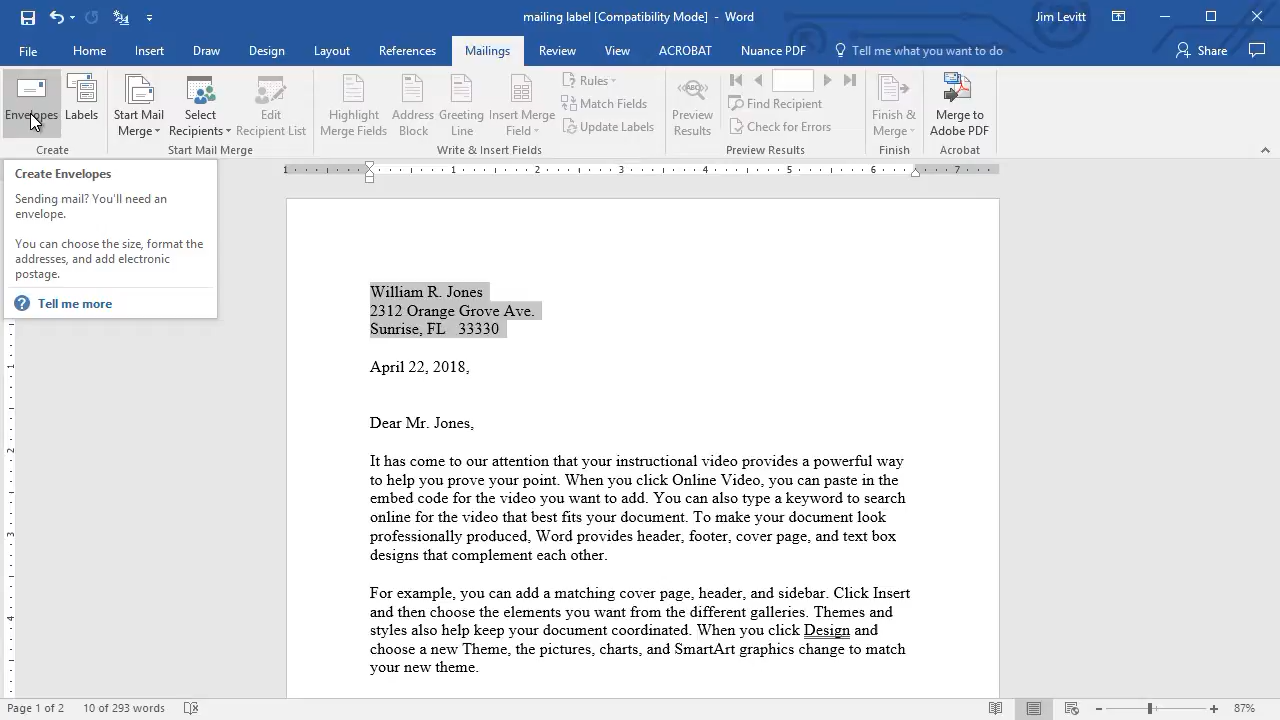 mailing label [Compatibility Mode] - Word
Jim Levitt
File Home Insert Draw Design Layout References Mailings Review View ACROBAT Nuance PDF Tell me what you want to do Share
Envelopes
Labels
Start Mail
Merge
Select
Recipients
Edit
Recipient List
Create
Start Mail Merge
Highlight
Merge Fields
Address
Block
Greeting
Line
Insert Merge
Field
Rules
Match Fields
Update Labels
Write & Insert Fields
ABC
Preview
Results
Find Recipient
Check for Errors
Preview Results
Finish &
Merge
Finish
Merge to
Adobe PDF
Acrobat
Create Envelopes
Sending mail? You'll need an
envelope.
You can choose the size, format the
addresses, and add electronic
postage.
? Tell me more
1 1 2 3 4 5 6 7
1
2
3
4
William R. Jones
2312 Orange Grove Ave.
Sunrise, FL 33330
April 22, 2018,
Dear Mr. Jones,
It has come to our attention that your instructional video provides a powerful way
to help you prove your point. When you click Online Video, you can paste in the
embed code for the video you want to add. You can also type a keyword to search
online for the video that best fits your document. To make your document look
professionally produced, Word provides header, footer, cover page, and text box
designs that complement each other.
For example, you can add a matching cover page, header, and sidebar. Click Insert
and then choose the elements you want from the different galleries. Themes and
styles also help keep your document coordinated. When you click Design and
choose a new Theme, the pictures, charts, and SmartArt graphics change to match
your new theme.
Page 1 of 2 10 of 293 words
87%